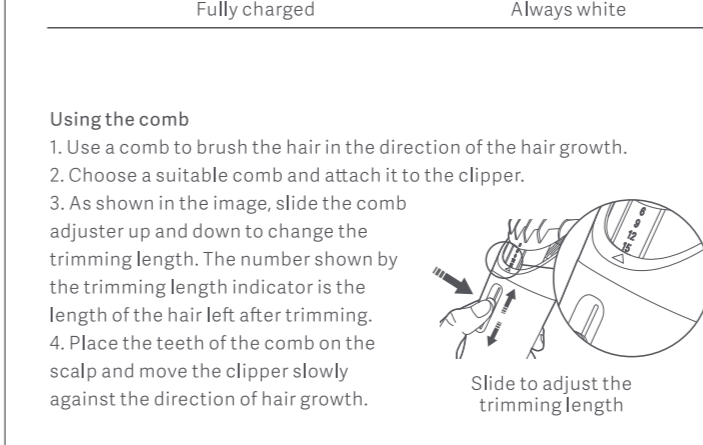 Fully charged Always white
Using the comb
1. Use a comb to brush the hair in the direction of the hair growth.
2. Choose a suitable comb and attach it to the clipper.
3. As shown in the image, slide the comb
adjuster up and down to change the
trimming length. The number shown by
the trimming length indicator is the
length of the hair left after trimming.
4. Place the teeth of the comb on the
scalp and move the clipper slowly
against the direction of hair growth.
6
9
12
15
Slide to adjust the
trimming length